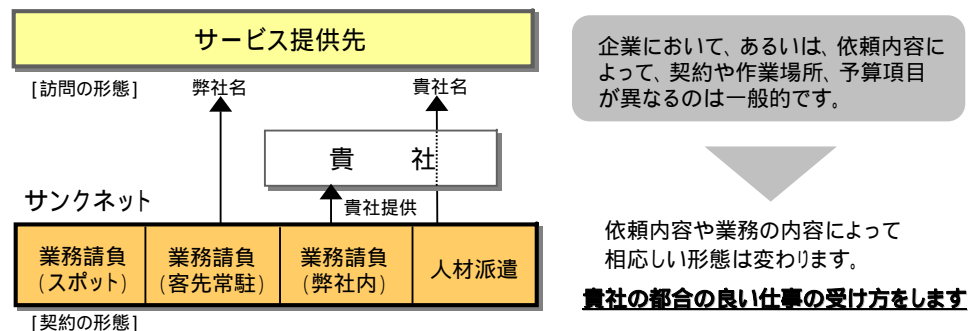 サービス提供先
[訪問の形態]
弊社名
貴社名
貴 社
サンクネット
貴社提供
業務請負
(スポット)
業務請負
(客先常駐)
業務請負
(弊社内)
人材派遣
[契約の形態]
企業において、あるいは、依頼内容に
よって、契約や作業場所、予算項目
が異なるのは一般的です。
依頼内容や業務の内容によって
相応しい形態は変わります。
貴社の都合の良い仕事の受け方をします